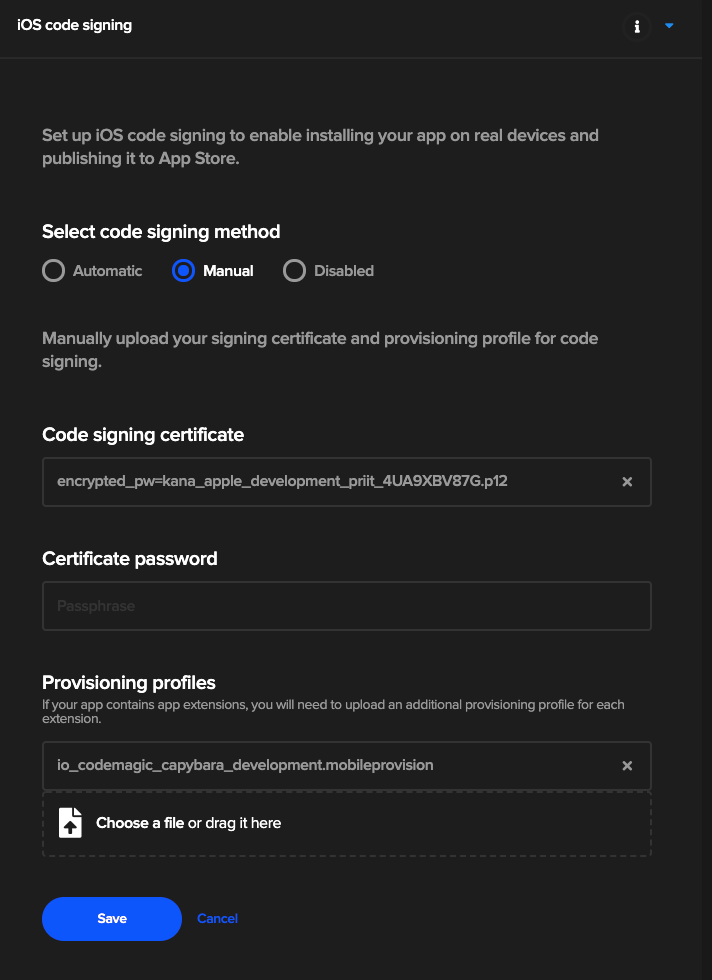 iOS code signing
Set up iOS code signing to enable installing your app on real devices and
publishing it to App Store.
Select code signing method
Automatic Manual Disabled
Manually upload your signing certificate and provisioning profile for code
signing.
Code signing certificate
encrypted_pw=kana_apple_development_priit_4UA9XBV87G.p12
Certificate password
Passphrase
Provisioning profiles
If your app contains app extensions, you will need to upload an additional provisioning profile for each
extension.
io_codemagic_capybara_development.mobileprovision
Choose a file or drag it here
Save Cancel